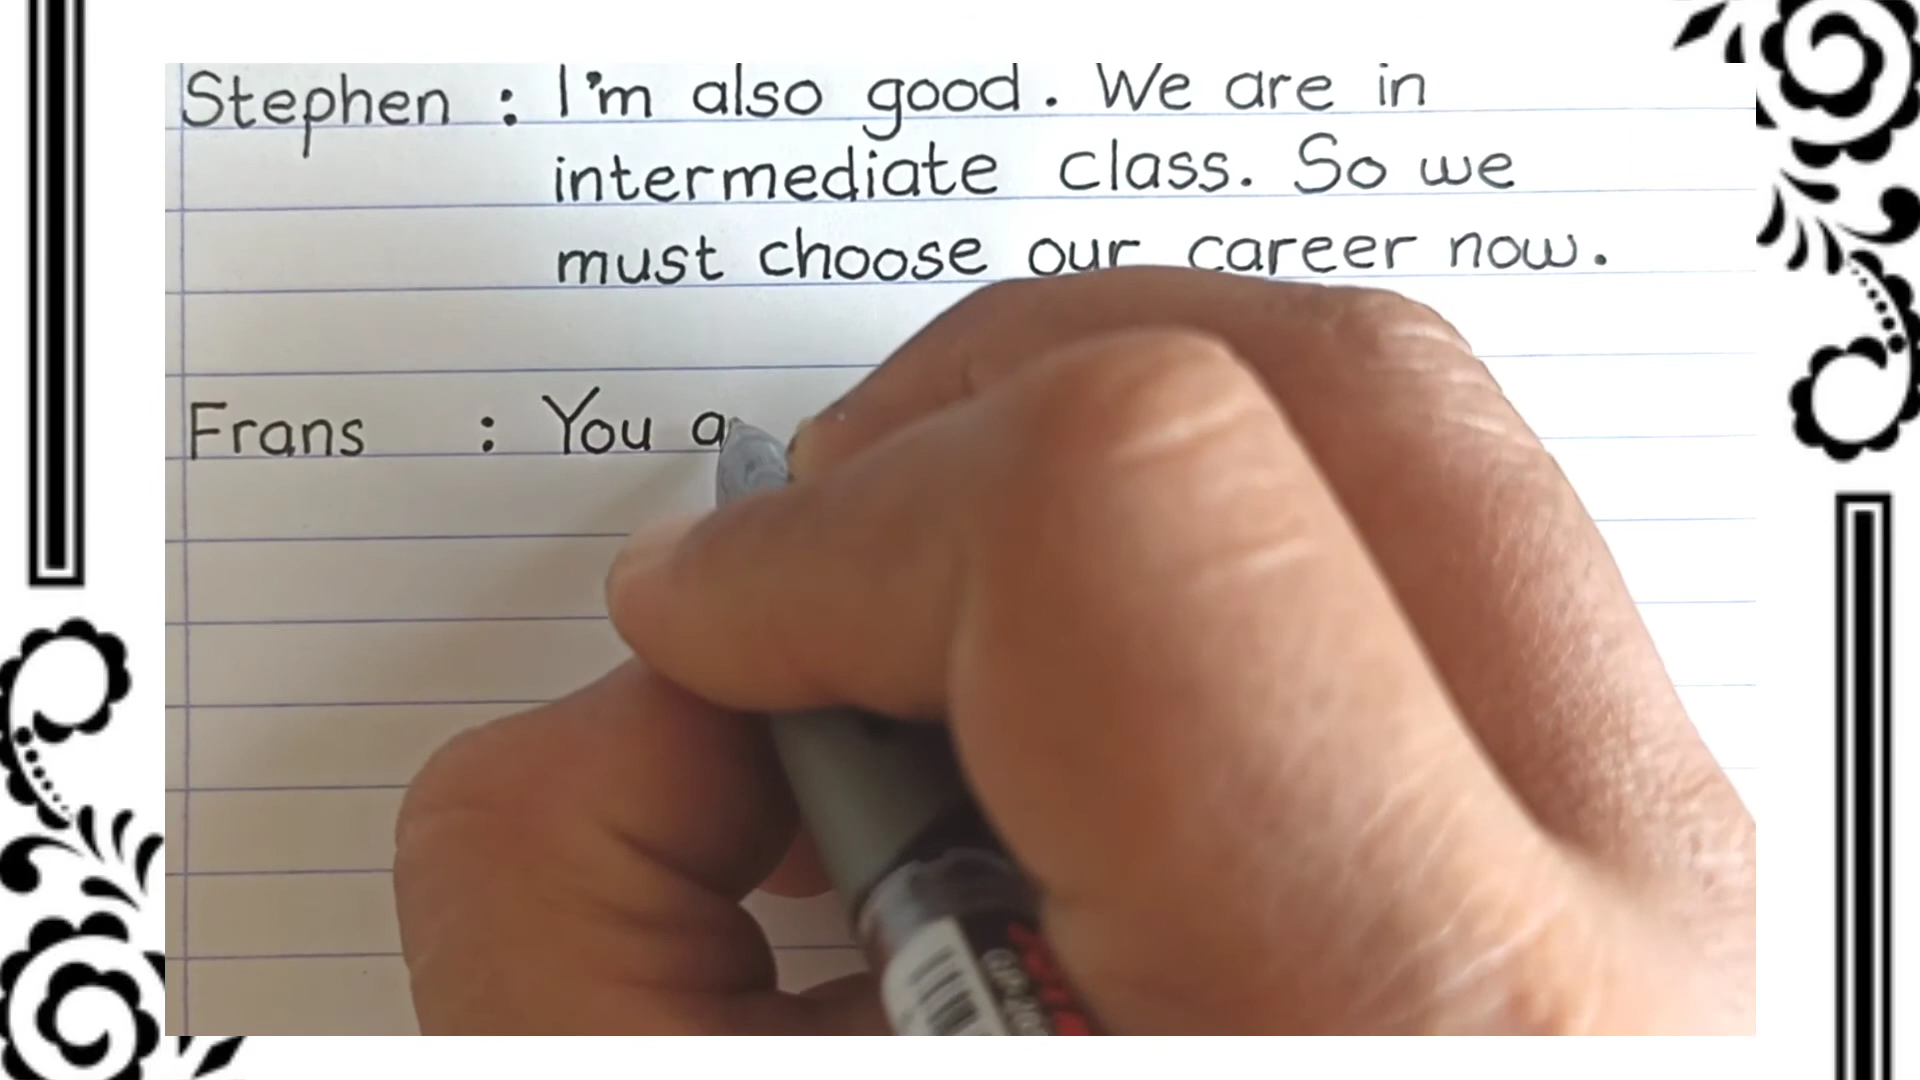 Stephen : I'm also good. We are in
intermediate class. So we
must choose our career now.
Frans : You a